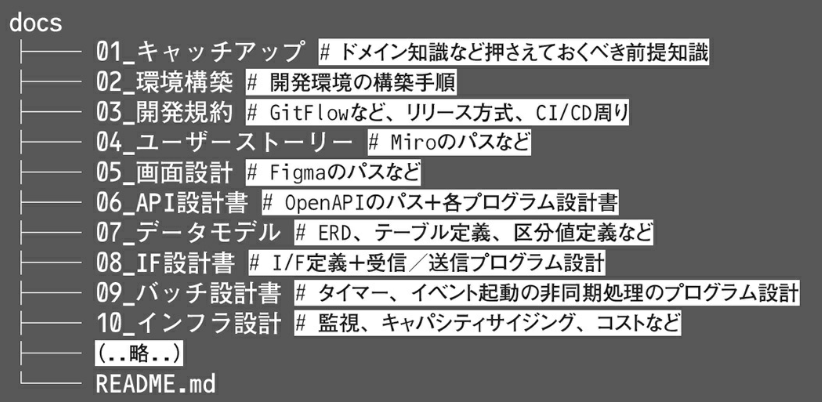 docs
├── 01_キャッチアップ # ドメイン知識など押さえておくべき前提知識
├── 02_環境構築 # 開発環境の構築手順
├── 03_開発規約 # GitFlowなど、リリース方式、CI/CD周り
├── 04_ユーザーストーリー # Miroのパスなど
├── 05_画面設計 # Figmaのパスなど
├── 06_API設計書 # OpenAPIのパス＋各プログラム設計書
├── 07_データモデル # ERD、テーブル定義、区分値定義など
├── 08_IF設計書 # I/F定義＋受信／送信プログラム設計
├── 09_バッチ設計書 # タイマー、イベント起動の非同期処理のプログラム設計
├── 10_インフラ設計 # 監視、キャパシティサイジング、コストなど
├── (..略..)
└── README.md